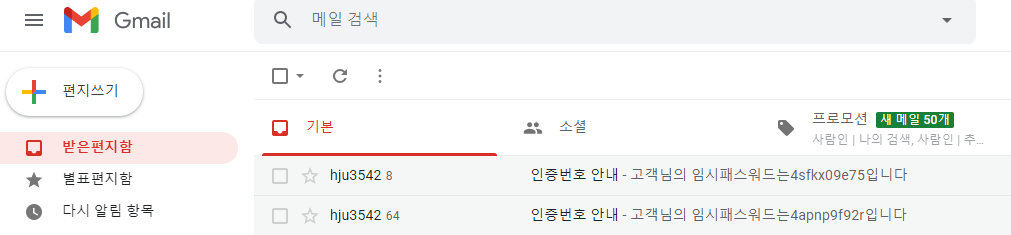 Gmail
메일 검색
편지쓰기
받은편지함
별표편지함
다시 알림 항목
기본
소셜
프로모션 새 메일 50개
사람인 | 나의 검색, 사람인 | 추...
hju3542 8 인증번호 안내 - 고객님의 임시패스워드는4sfkx09e75입니다
hju3542 64 인증번호 안내 - 고객님의 임시패스워드는4apnp9f92r입니다